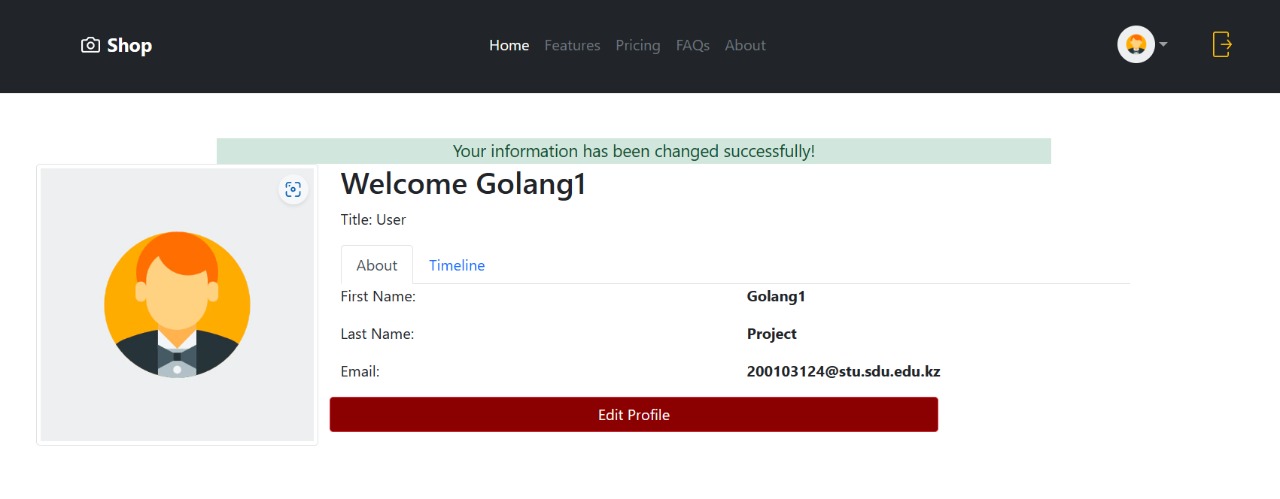 Shop
Home Features Pricing FAQs About
Your information has been changed successfully!
Welcome Golang1
Title: User
About Timeline
First Name: Golang1
Last Name: Project
Email: 200103124@stu.sdu.edu.kz
Edit Profile